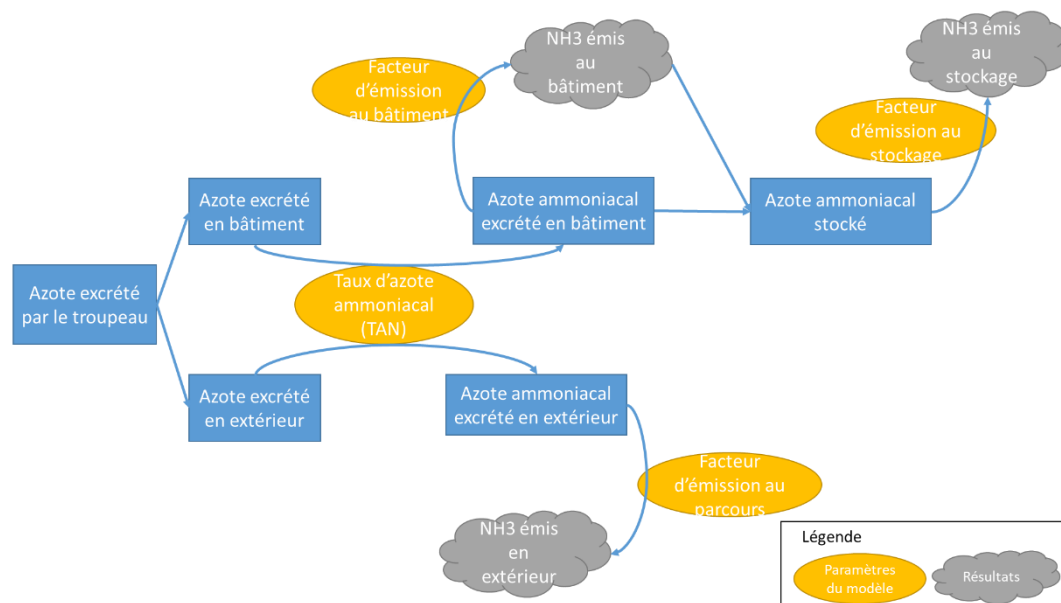 NH3 émis
au
bâtiment
NH3 émis
au
stockage
Facteur
d'émission
au bâtiment
Facteur
d'émission au
stockage
Azote excrété
en bâtiment
Azote ammoniacal
excrété en bâtiment
Azote ammoniacal
stocké
Azote excrété
par le troupeau
Taux d'azote
ammoniacal
(TAN)
Azote excrété
en extérieur
Azote ammoniacal
excrété en extérieur
Facteur
d'émission au
parcours
NH3 émis
en
extérieur
Légende
Paramètres
du modèle
Résultats